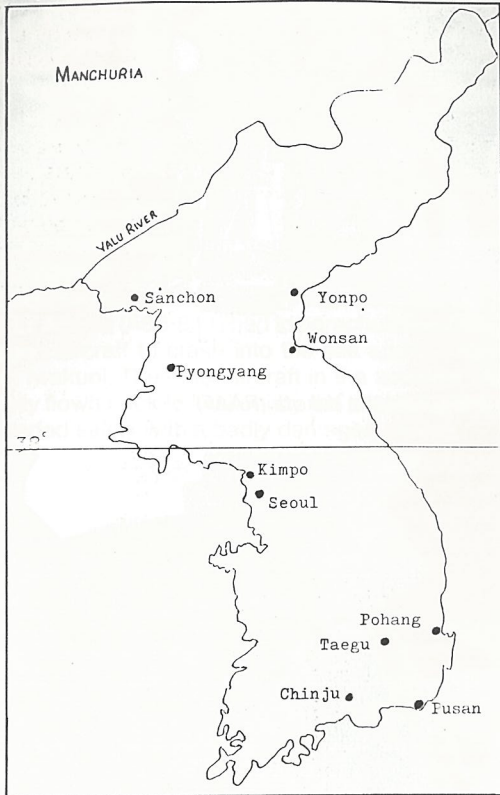 MANCHURIA
YALU RIVER
Sanchon
Yonpo
Wonsan
Pyongyang
38°
Kimpo
Seoul
Pohang
Taegu
Chinju
Pusan